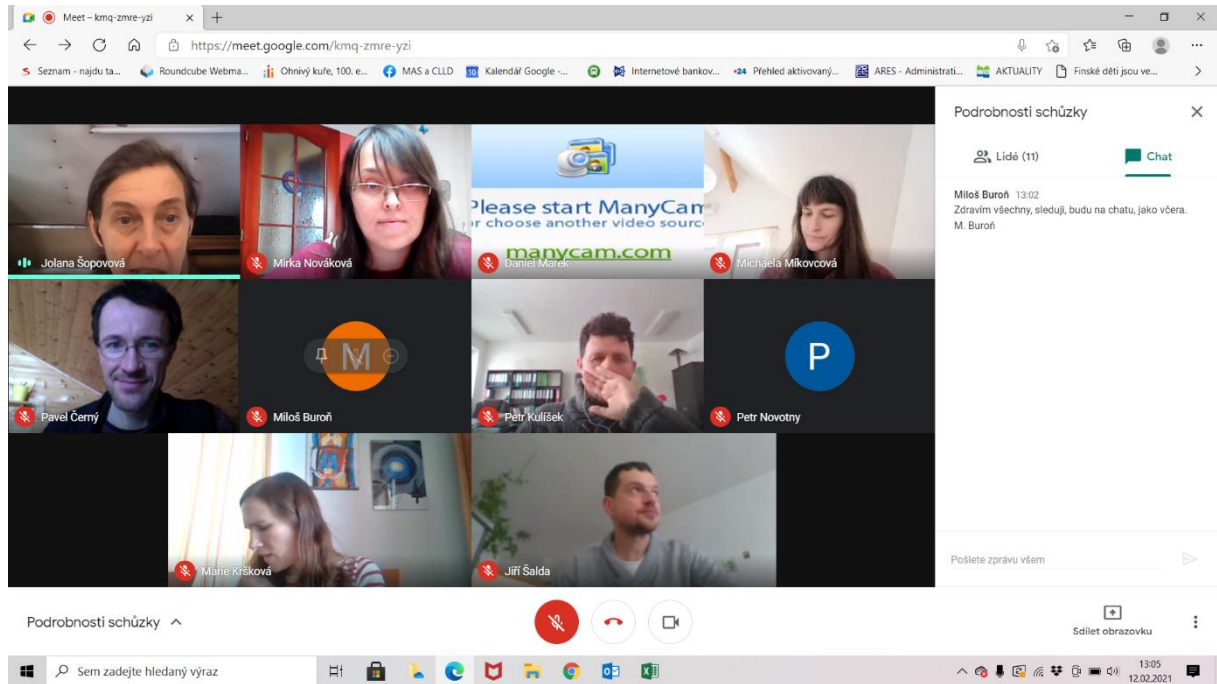 Meet – kmq-zmre-yzi
https://meet.google.com/kmq-zmre-yzi
Seznam - najdu ta...
Roundcube Webma...
Ohnivý kuře, 100. e...
MAS a CLLD
10
Kalendář Google -...
Internetové bankov...
+24
Přehled aktivovaný...
ARES - Administrati...
AKTUALITY
Finské děti jsou ve...
Podrobnosti schůzky
Lidé (11)
Chat
Miloš Buroň 13:02
Zdravím všechny, sleduji, budu na chatu, jako včera.
M. Buroň
Jolana Šopovová
Mirka Nováková
Please start ManyCam
or choose another video source
manycam.com
Daniel Marek
Michaela Míkovcová
Pavel Černý
M
Miloš Buroň
Petr Kulíšek
P
Petr Novotny
Marie Kršková
Jiří Šalda
Pošlete zprávu všem
Podrobnosti schůzky
Sdílet obrazovku
Sem zadejte hledaný výraz
13:05
12.02.2021